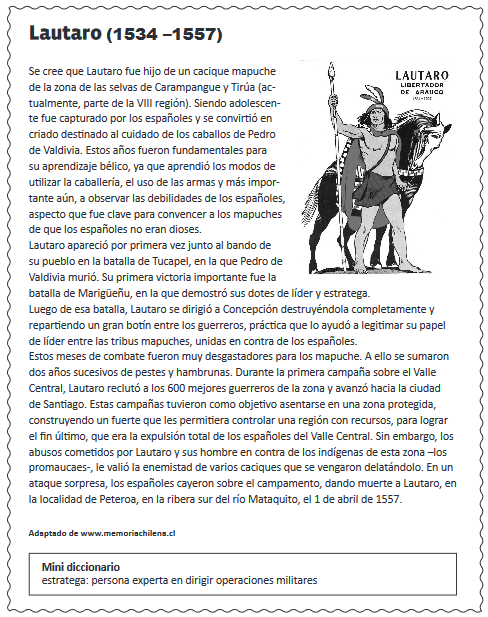 Lautaro (1534 –1557)
Se cree que Lautaro fue hijo de un cacique mapuche
de la zona de las selvas de Carampangue y Tirúa (ac-
tualmente, parte de la VIII región). Siendo adolescen-
te fue capturado por los españoles y se convirtió en
criado destinado al cuidado de los caballos de Pedro
de Valdivia. Estos años fueron fundamentales para
su aprendizaje bélico, ya que aprendió los modos de
utilizar la caballería, el uso de las armas y más impor-
tante aún, a observar las debilidades de los españoles,
aspecto que fue clave para convencer a los mapuches
de que los españoles no eran dioses.
LAUTARO
LIBERTADOR
DE ARAUCO
1534-1557
Lautaro apareció por primera vez junto al bando de
su pueblo en la batalla de Tucapel, en la que Pedro de
Valdivia murió. Su primera victoria importante fue la
batalla de Marigüeñu, en la que demostró sus dotes de líder y estratega.
Luego de esa batalla, Lautaro se dirigió a Concepción destruyéndola completamente y
repartiendo un gran botín entre los guerreros, práctica que lo ayudó a legitimar su papel
de líder entre las tribus mapuches, unidas en contra de los españoles.
Estos meses de combate fueron muy desgastadores para los mapuche. A ello se sumaron
dos años sucesivos de pestes y hambrunas. Durante la primera campaña sobre el Valle
Central, Lautaro reclutó a los 600 mejores guerreros de la zona y avanzó hacia la ciudad
de Santiago. Estas campañas tuvieron como objetivo asentarse en una zona protegida,
construyendo un fuerte que les permitiera controlar una región con recursos, para lograr
el fin último, que era la expulsión total de los españoles del Valle Central. Sin embargo, los
abusos cometidos por Lautaro y sus hombre en contra de los indígenas de esta zona –los
promaucaes-, le valió la enemistad de varios caciques que se vengaron delatándolo. En un
ataque sorpresa, los españoles cayeron sobre el campamento, dando muerte a Lautaro, en
la localidad de Peteroa, en la ribera sur del río Mataquito, el 1 de abril de 1557.
Adaptado de www.memoriachilena.cl
Mini diccionario
estratega: persona experta en dirigir operaciones militares